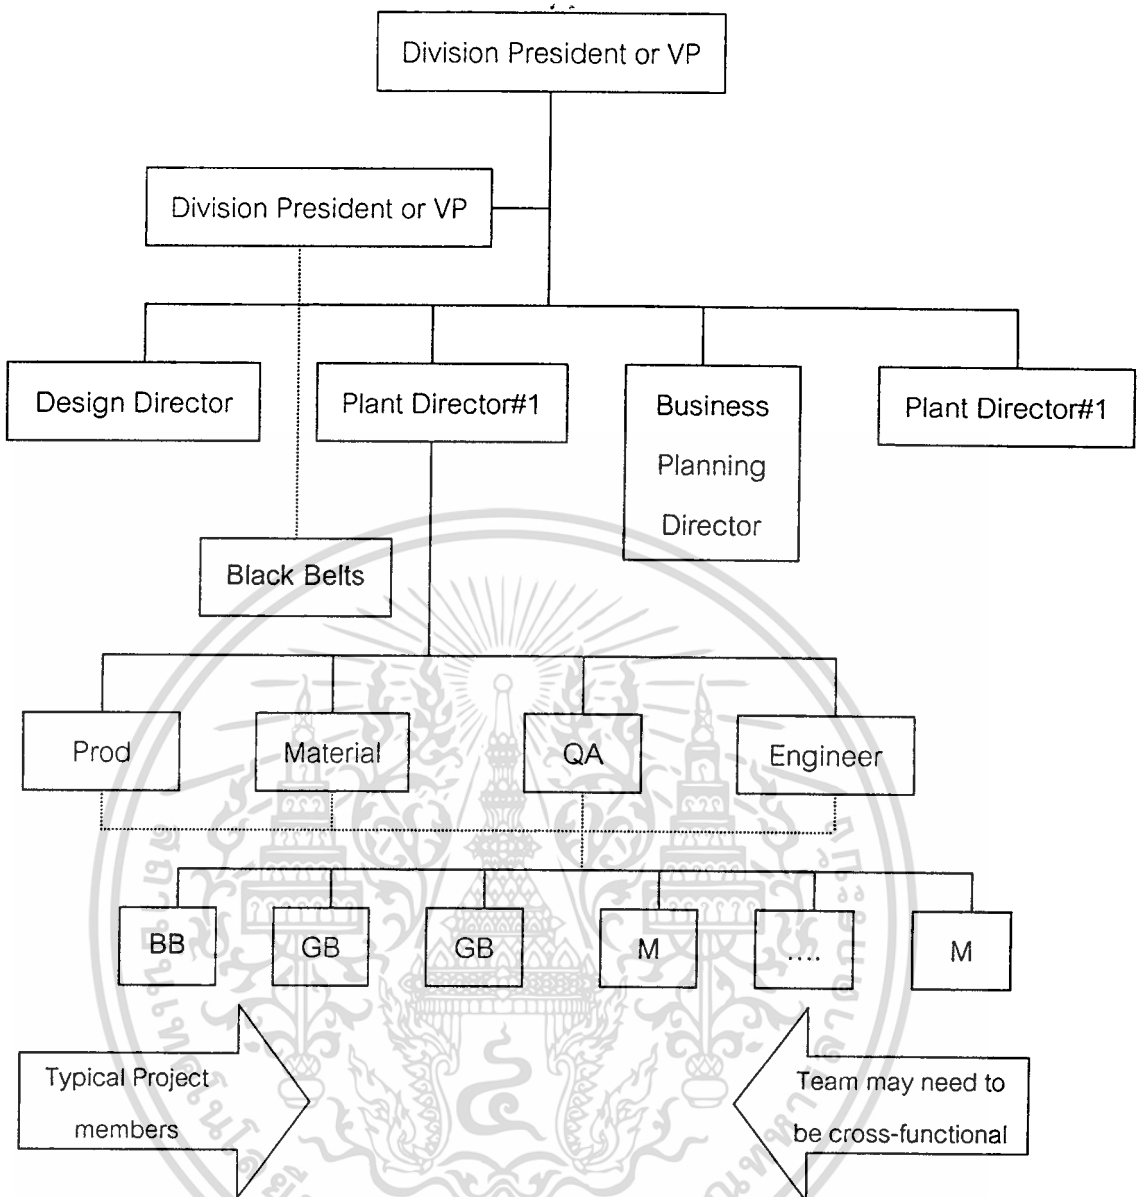 Division President or VP
Division President or VP
Design Director
Plant Director#1
Business
Planning
Director
Plant Director#1
Black Belts
Prod
Material
QA
Engineer
BB
GB
GB
M
....
M
Typical Project
members
Team may need to
be cross-functional